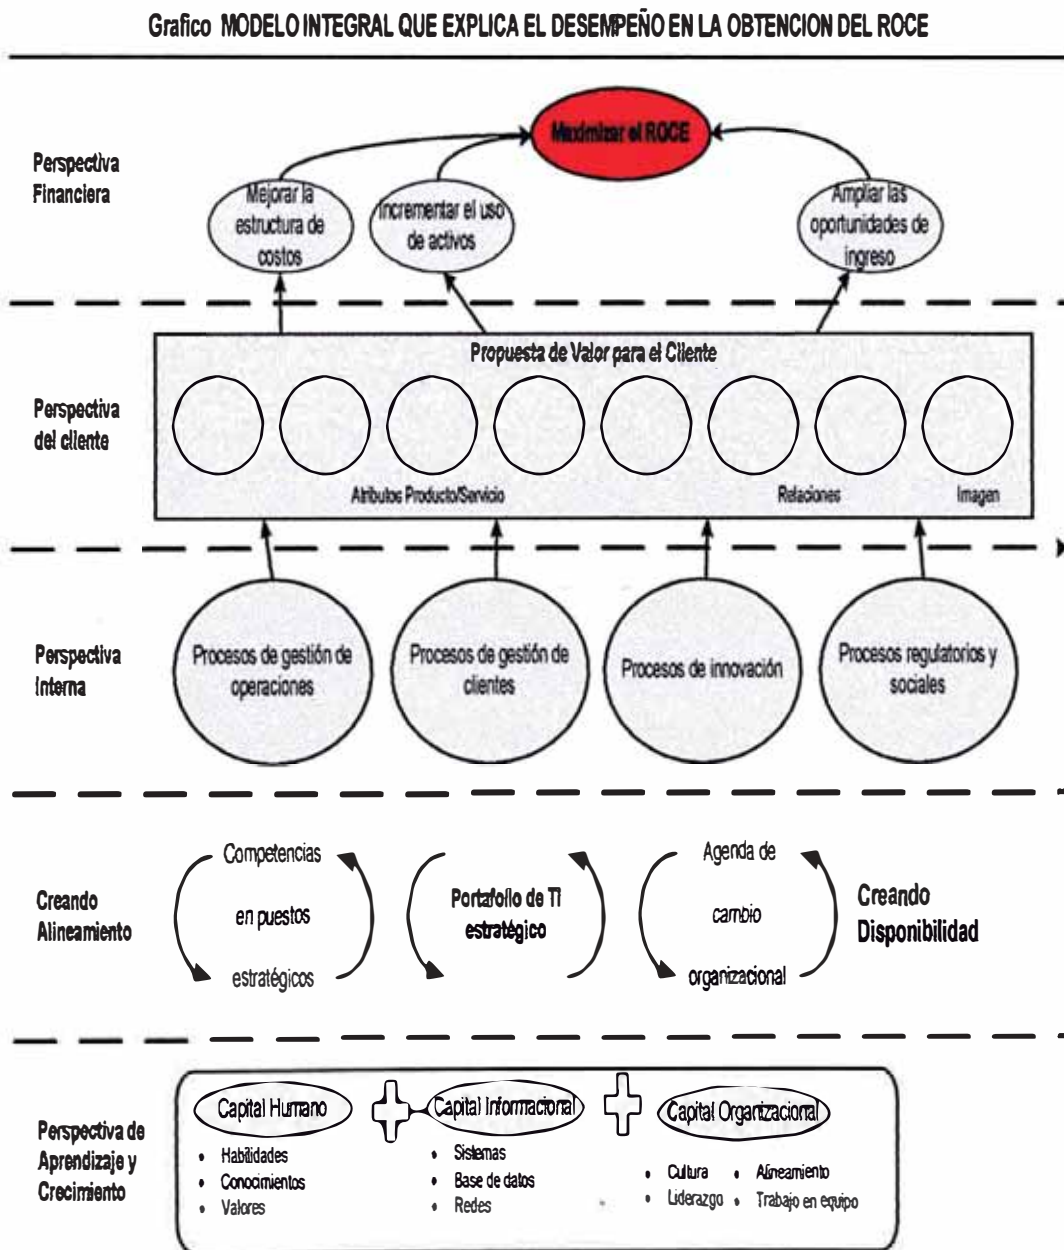 Grafico MODELO INTEGRAL QUE EXPLICA EL DESEMPEÑO EN LA OBTENCION DEL ROCE
Perspectiva
Financiera
Maximizar el ROCE
Mejorar la
estructura de
costos
Incrementar el uso
de activos
Ampliar las
oportunidades de
ingreso
Perspectiva
del cliente
Propuesta de Valor para el Cliente
Atributos Producto/Servicio
Relaciones
Imagen
Perspectiva
Interna
Procesos de gestión de
operaciones
Procesos de gestión de
clientes
Procesos de innovación
Procesos regulatorios y
sociales
Creando
Alineamiento
Competencias
en puestos
estratégicos
Portafolio de TI
estratégico
Agenda de
cambio
organizacional
Creando
Disponibilidad
Perspectiva de
Aprendizaje y
Crecimiento
Capital Humano
• Habilidades
• Conocimientos
• Valores
Capital Informacional
• Sistemas
• Base de datos
• Redes
Capital Organizacional
• Cultura
• Liderazgo
• Alineamiento
• Trabajo en equipo